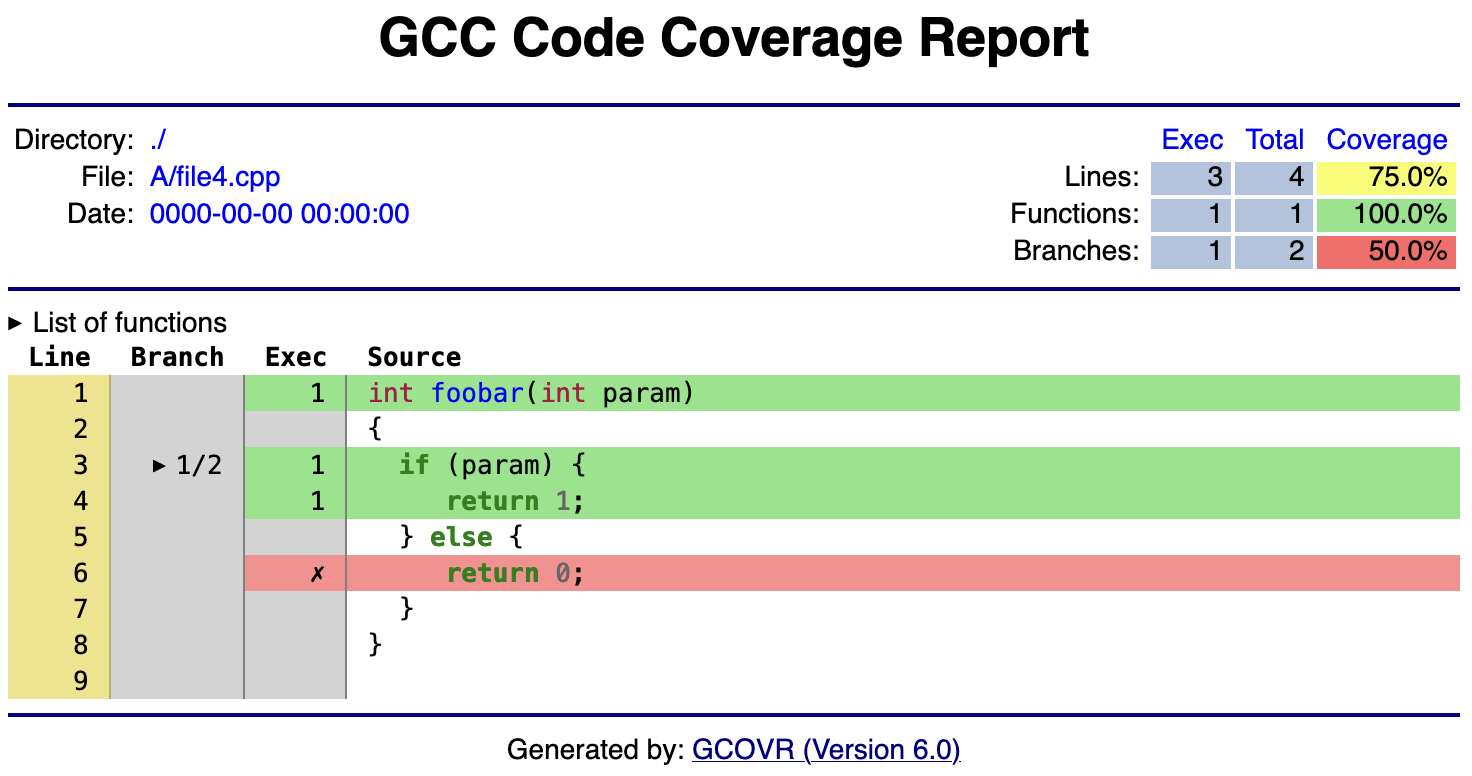 GCC Code Coverage Report
Directory: ./
File: A/file4.cpp
Date: 0000-00-00 00:00:00
Exec Total Coverage
Lines: 3 4 75.0%
Functions: 1 1 100.0%
Branches: 1 2 50.0%
▶ List of functions
Line Branch Exec Source
1 1 int foobar(int param)
2 {
3 ▶ 1/2 1 if (param) {
4 1 return 1;
5 } else {
6 ✗ return 0;
7 }
8 }
9
Generated by: GCOVR (Version 6.0)